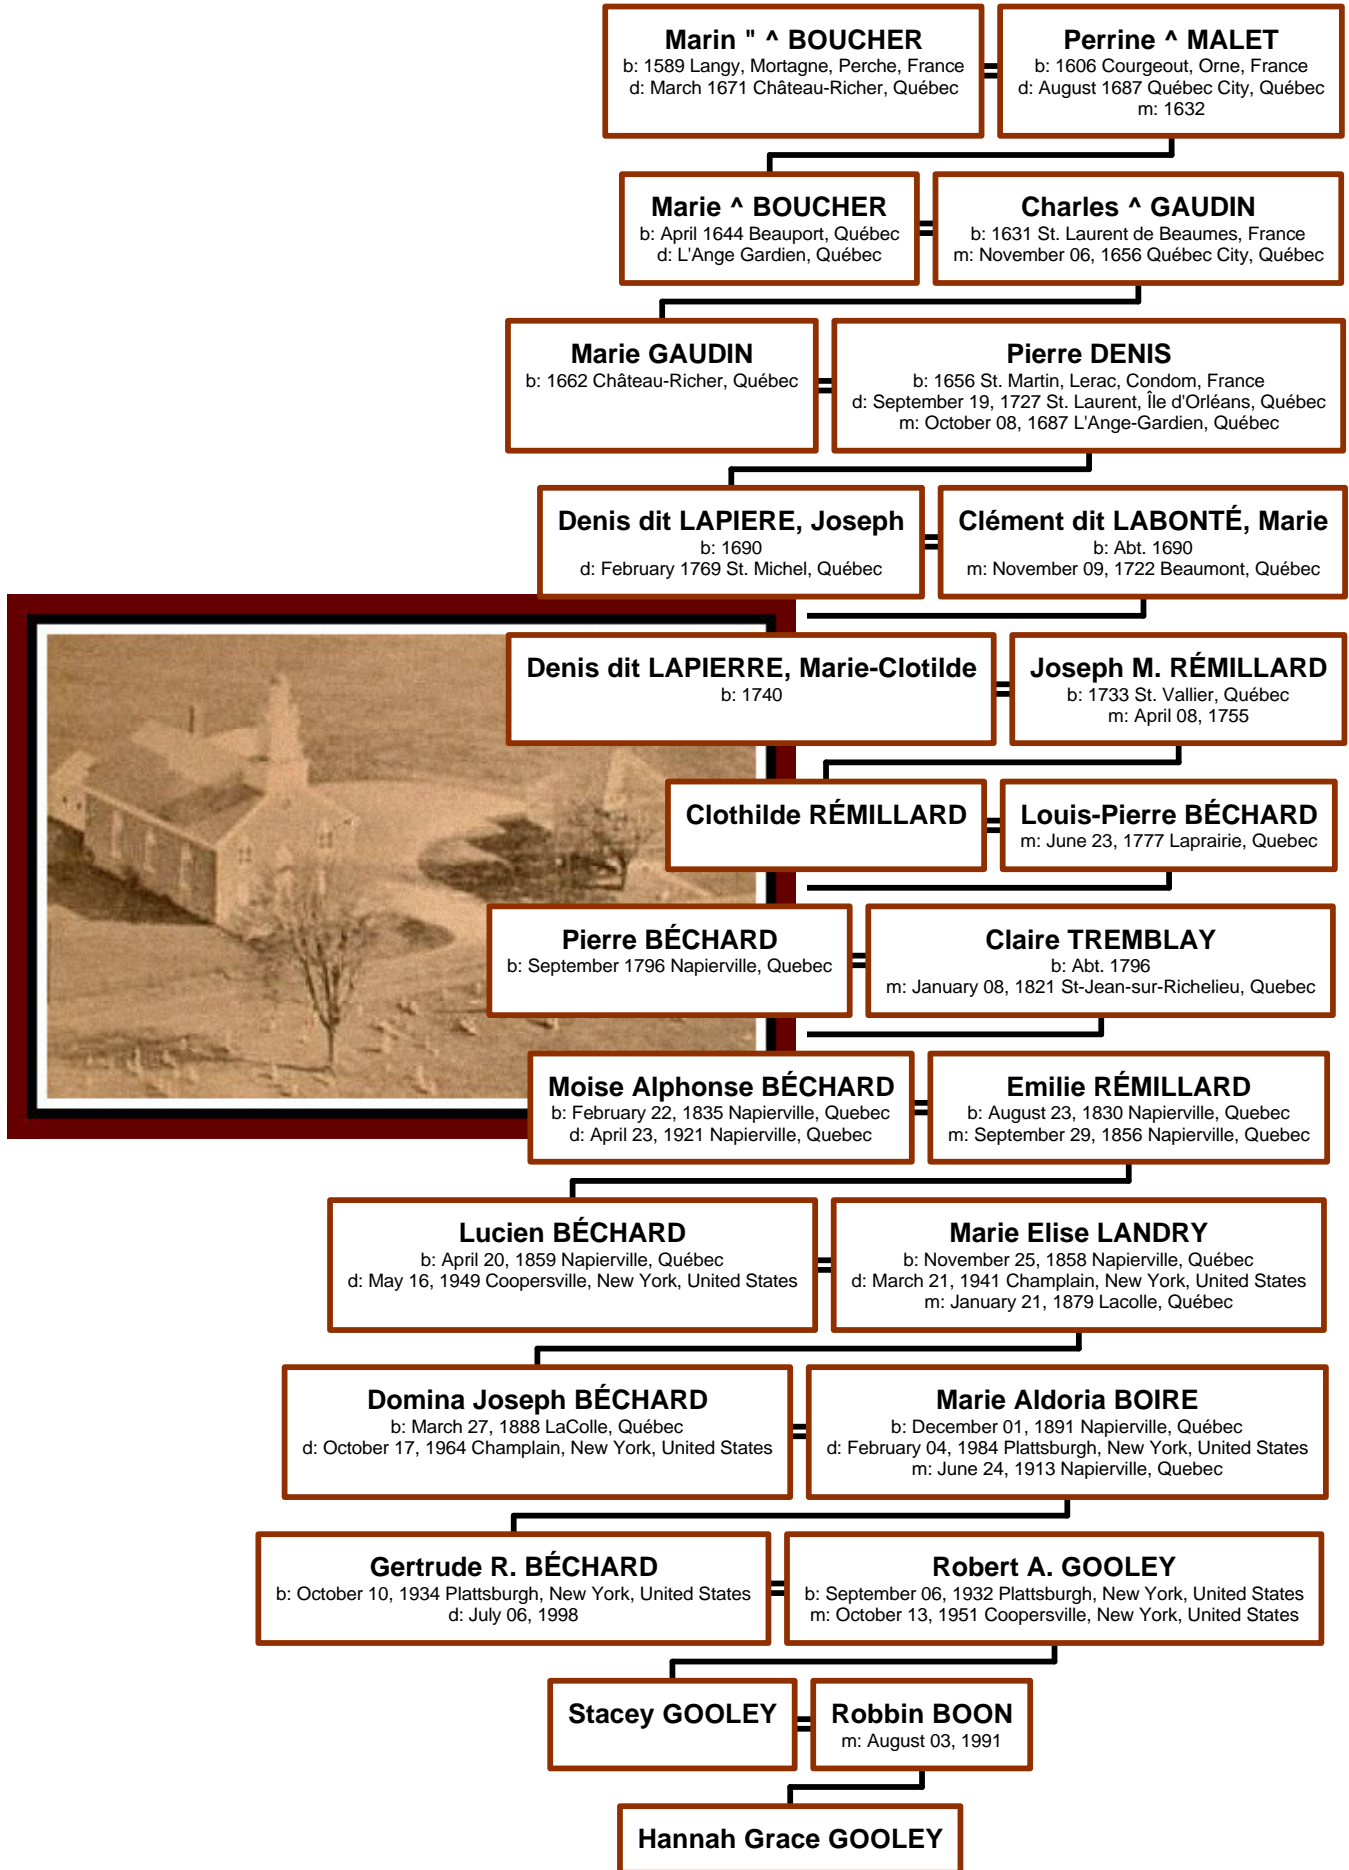 Marin " ^ BOUCHER
b: 1589 Langy, Mortagne, Perche, France
d: March 1671 Château-Richer, Québec
Perrine ^ MALET
b: 1606 Courgeout, Orne, France
d: August 1687 Québec City, Québec
m: 1632
Marie ^ BOUCHER
b: April 1644 Beauport, Québec
d: L'Ange Gardien, Québec
Charles ^ GAUDIN
b: 1631 St. Laurent de Beaumes, France
m: November 06, 1656 Québec City, Québec
Marie GAUDIN
b: 1662 Château-Richer, Québec
Pierre DENIS
b: 1656 St. Martin, Lerac, Condom, France
d: September 19, 1727 St. Laurent, Île d'Orléans, Québec
m: October 08, 1687 L'Ange-Gardien, Québec
Denis dit LAPIERE, Joseph
b: 1690
d: February 1769 St. Michel, Québec
Clément dit LABONTÉ, Marie
b: Abt. 1690
m: November 09, 1722 Beaumont, Québec
Denis dit LAPIERRE, Marie-Clotilde
b: 1740
Joseph M. RÉMILLARD
b: 1733 St. Vallier, Québec
m: April 08, 1755
Clothilde RÉMILLARD
Louis-Pierre BÉCHARD
m: June 23, 1777 Laprairie, Quebec
Pierre BÉCHARD
b: September 1796 Napierville, Quebec
Claire TREMBLAY
b: Abt. 1796
m: January 08, 1821 St-Jean-sur-Richelieu, Quebec
Moise Alphonse BÉCHARD
b: February 22, 1835 Napierville, Quebec
d: April 23, 1921 Napierville, Quebec
Emilie RÉMILLARD
b: August 23, 1830 Napierville, Quebec
m: September 29, 1856 Napierville, Quebec
Lucien BÉCHARD
b: April 20, 1859 Napierville, Québec
d: May 16, 1949 Coopersville, New York, United States
Marie Elise LANDRY
b: November 25, 1858 Napierville, Québec
d: March 21, 1941 Champlain, New York, United States
m: January 21, 1879 Lacolle, Québec
Domina Joseph BÉCHARD
b: March 27, 1888 LaColle, Québec
d: October 17, 1964 Champlain, New York, United States
Marie Aldoria BOIRE
b: December 01, 1891 Napierville, Québec
d: February 04, 1984 Plattsburgh, New York, United States
m: June 24, 1913 Napierville, Quebec
Gertrude R. BÉCHARD
b: October 10, 1934 Plattsburgh, New York, United States
d: July 06, 1998
Robert A. GOOLEY
b: September 06, 1932 Plattsburgh, New York, United States
m: October 13, 1951 Coopersville, New York, United States
Stacey GOOLEY
Robbin BOON
m: August 03, 1991
Hannah Grace GOOLEY